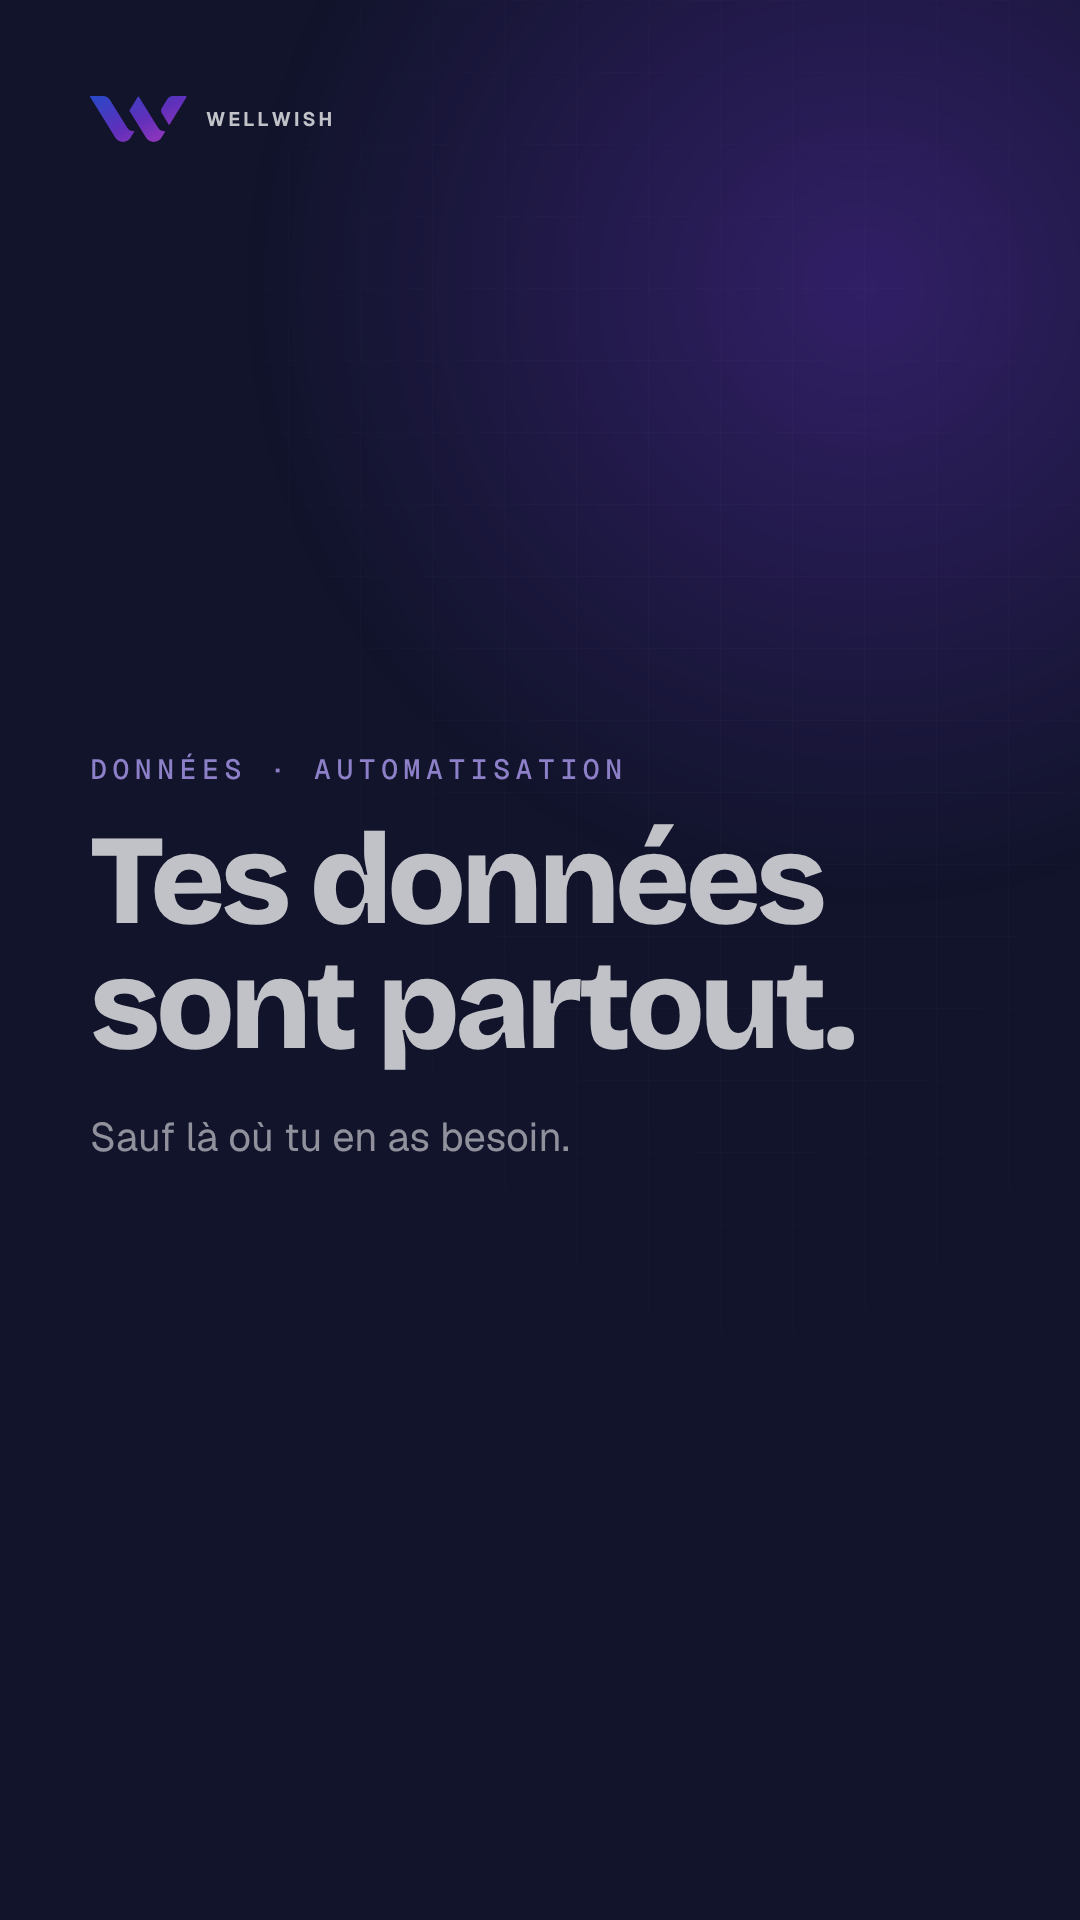 WELLWISH
DONNÉES · AUTOMATISATION
Tes données
sont partout.
Sauf là où tu en as besoin.